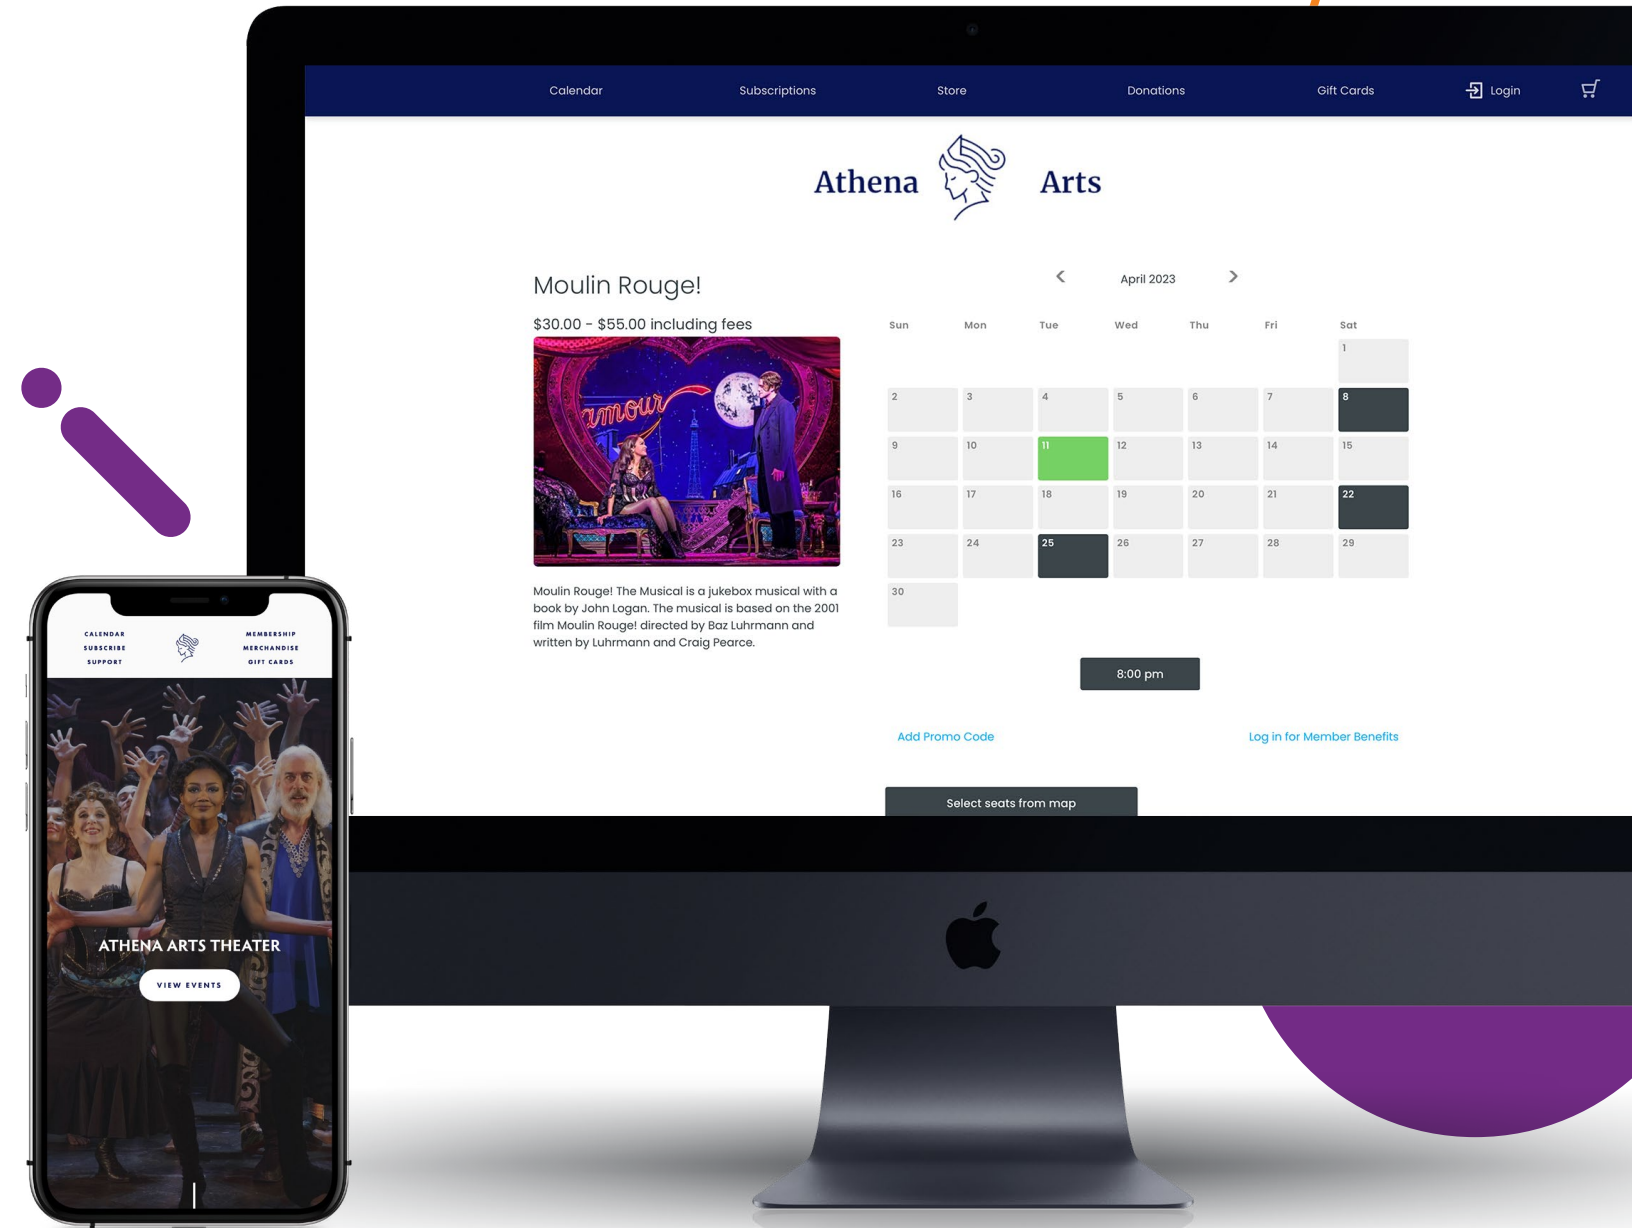 Calendar
Subscriptions
Store
Donations
Gift Cards
Login
Athena Arts
Moulin Rouge!
$30.00 - $55.00 including fees
amour
Moulin Rouge! The Musical is a jukebox musical with a
book by John Logan. The musical is based on the 2001
film Moulin Rouge! directed by Baz Luhrmann and
written by Luhrmann and Craig Pearce.
< April 2023 >
Sun Mon Tue Wed Thu Fri Sat
1
2 3 4 5 6 7 8
9 10 11 12 13 14 15
16 17 18 19 20 21 22
23 24 25 26 27 28 29
30
8:00 pm
Add Promo Code
Log in for Member Benefits
Select seats from map
CALENDAR
SUBSCRIBE
SUPPORT
MEMBERSHIP
MERCHANDISE
GIFT CARDS
ATHENA ARTS THEATER
VIEW EVENTS